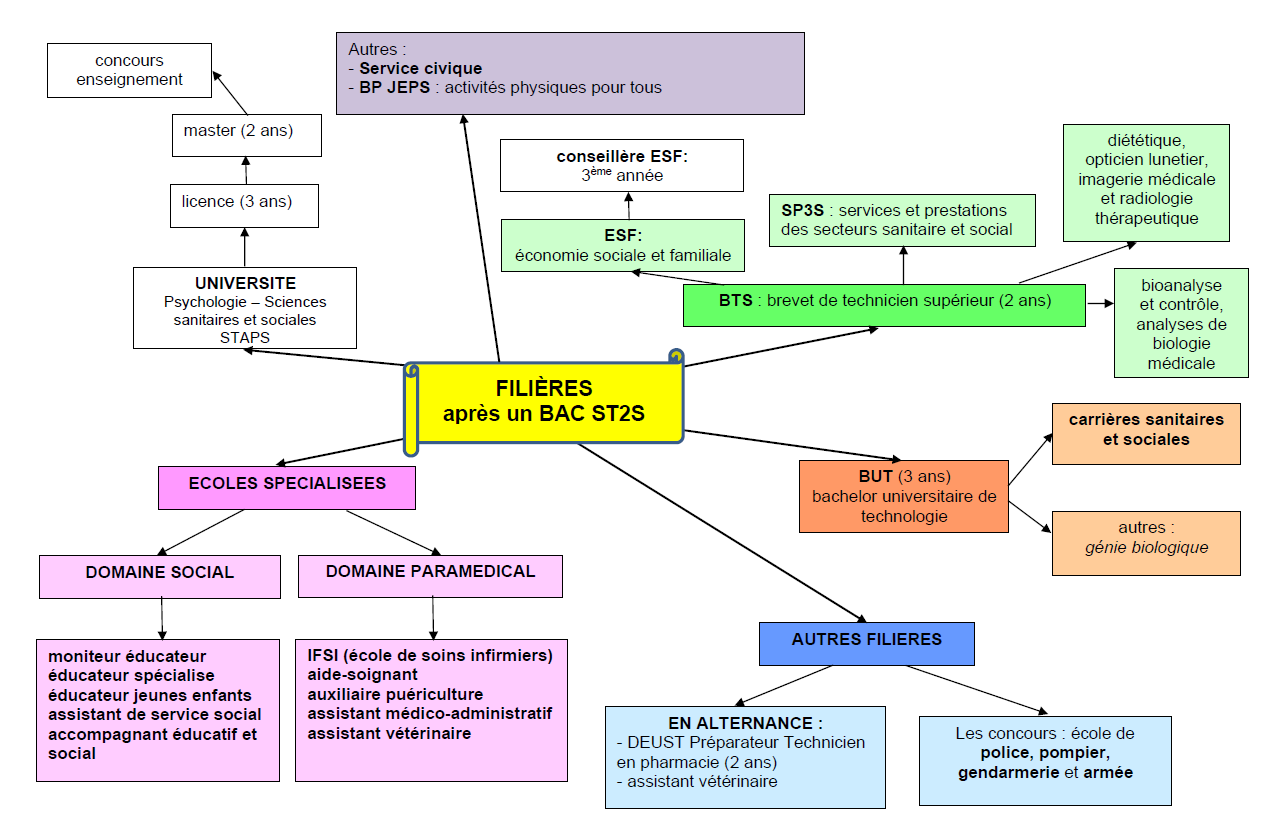 Autres :
- Service civique
- BP JEPS : activités physiques pour tous
concours
enseignement
master (2 ans)
licence (3 ans)
UNIVERSITE
Psychologie – Sciences
sanitaires et sociales
STAPS
conseillère ESF:
3ème année
ESF:
économie sociale et familiale
SP3S : services et prestations
des secteurs sanitaire et social
diététique,
opticien lunetier,
imagerie médicale
et radiologie
thérapeutique
BTS : brevet de technicien supérieur (2 ans)
bioanalyse
et contrôle,
analyses de
biologie
médicale
FILIÈRES
après un BAC ST2S
carrières sanitaires
et sociales
BUT (3 ans)
bachelor universitaire de
technologie
autres :
génie biologique
ECOLES SPECIALISEES
DOMAINE SOCIAL
DOMAINE PARAMEDICAL
moniteur éducateur
éducateur spécialise
éducateur jeunes enfants
assistant de service social
accompagnant éducatif et
social
IFSI (école de soins infirmiers)
aide-soignant
auxiliaire puériculture
assistant médico-administratif
assistant vétérinaire
AUTRES FILIERES
EN ALTERNANCE :
- DEUST Préparateur Technicien
en pharmacie (2 ans)
- assistant vétérinaire
Les concours : école de
police, pompier,
gendarmerie et armée